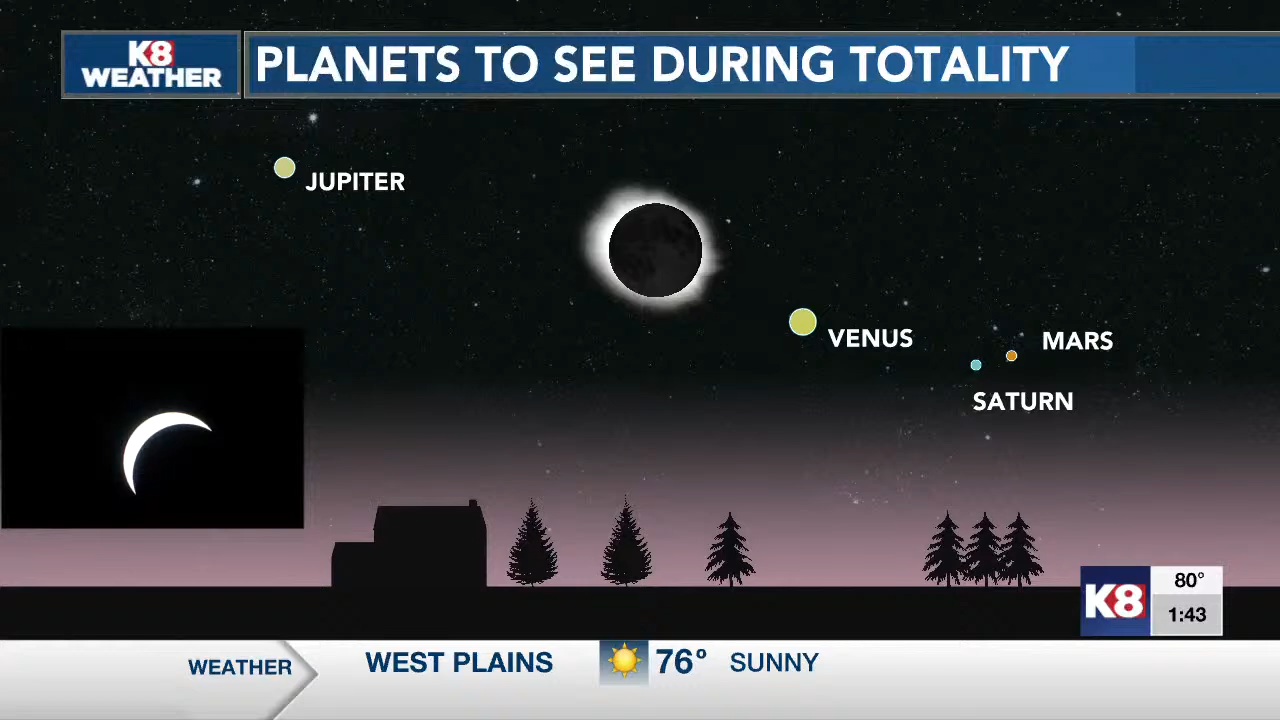 K8
WEATHER
PLANETS TO SEE DURING TOTALITY
JUPITER
VENUS
MARS
SATURN
K8
80°
1:43
WEATHER
WEST PLAINS
76° SUNNY